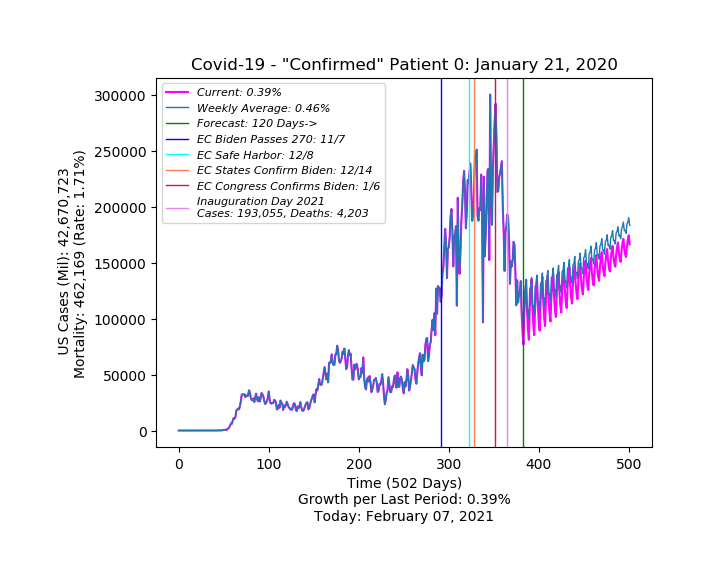 Covid-19 - "Confirmed" Patient 0: January 21, 2020
Current: 0.39%
Weekly Average: 0.46%
Forecast: 120 Days->
EC Biden Passes 270: 11/7
EC Safe Harbor: 12/8
EC States Confirm Biden: 12/14
EC Congress Confirms Biden: 1/6
Inauguration Day 2021
Cases: 193,055, Deaths: 4,203
US Cases (Mil): 42,670,723
Mortality: 462,169 (Rate: 1.71%)
300000
250000
200000
150000
100000
50000
0
0 100 200 300 400 500
Time (502 Days)
Growth per Last Period: 0.39%
Today: February 07, 2021